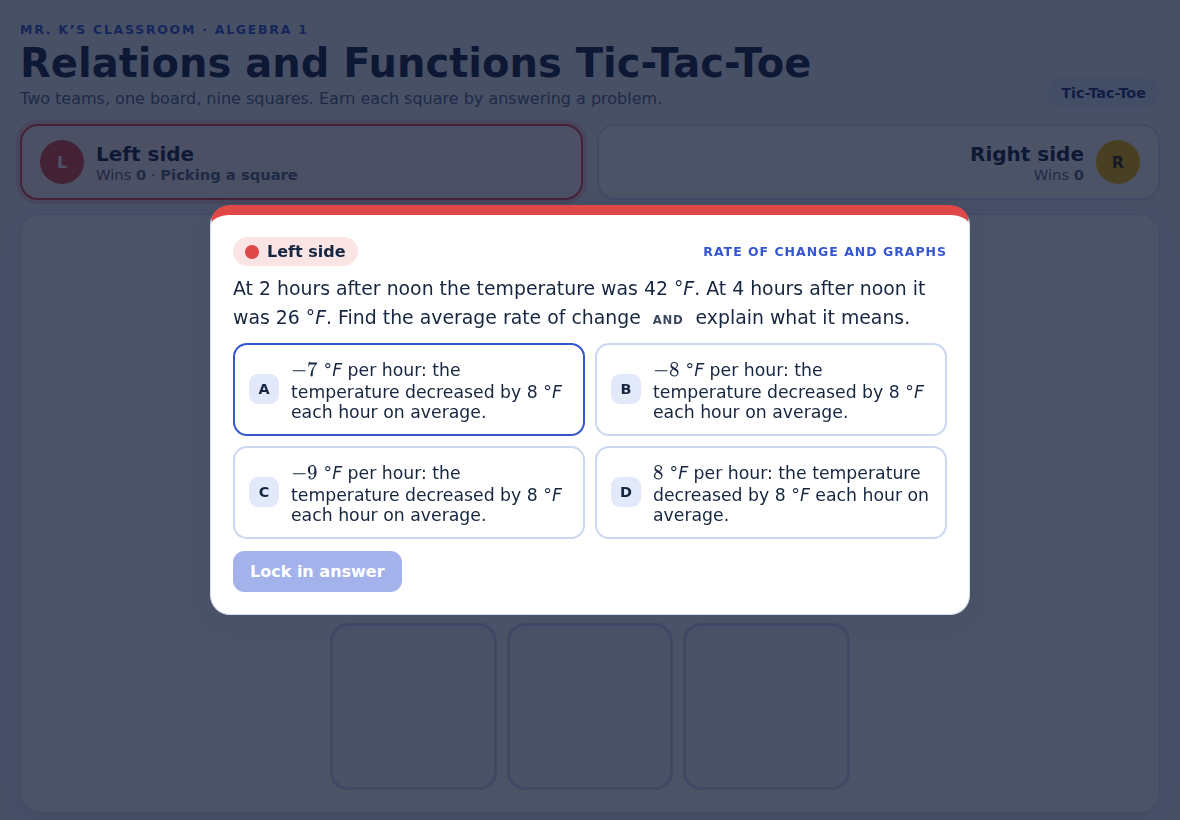 MR. K'S CLASSROOM · ALGEBRA 1
Relations and Functions Tic-Tac-Toe
Two teams, one board, nine squares. Earn each square by answering a problem.
Tic-Tac-Toe
L
Left side
Wins 0 · Picking a square
Right side
Wins 0
R
Left side
RATE OF CHANGE AND GRAPHS
At 2 hours after noon the temperature was 42 °F. At 4 hours after noon it
was 26 °F. Find the average rate of change AND explain what it means.
A
−7 °F per hour: the
temperature decreased by 8 °F
each hour on average.
B
−8 °F per hour: the
temperature decreased by 8 °F
each hour on average.
C
−9 °F per hour: the
temperature decreased by 8 °F
each hour on average.
D
8 °F per hour: the temperature
decreased by 8 °F each hour on
average.
Lock in answer